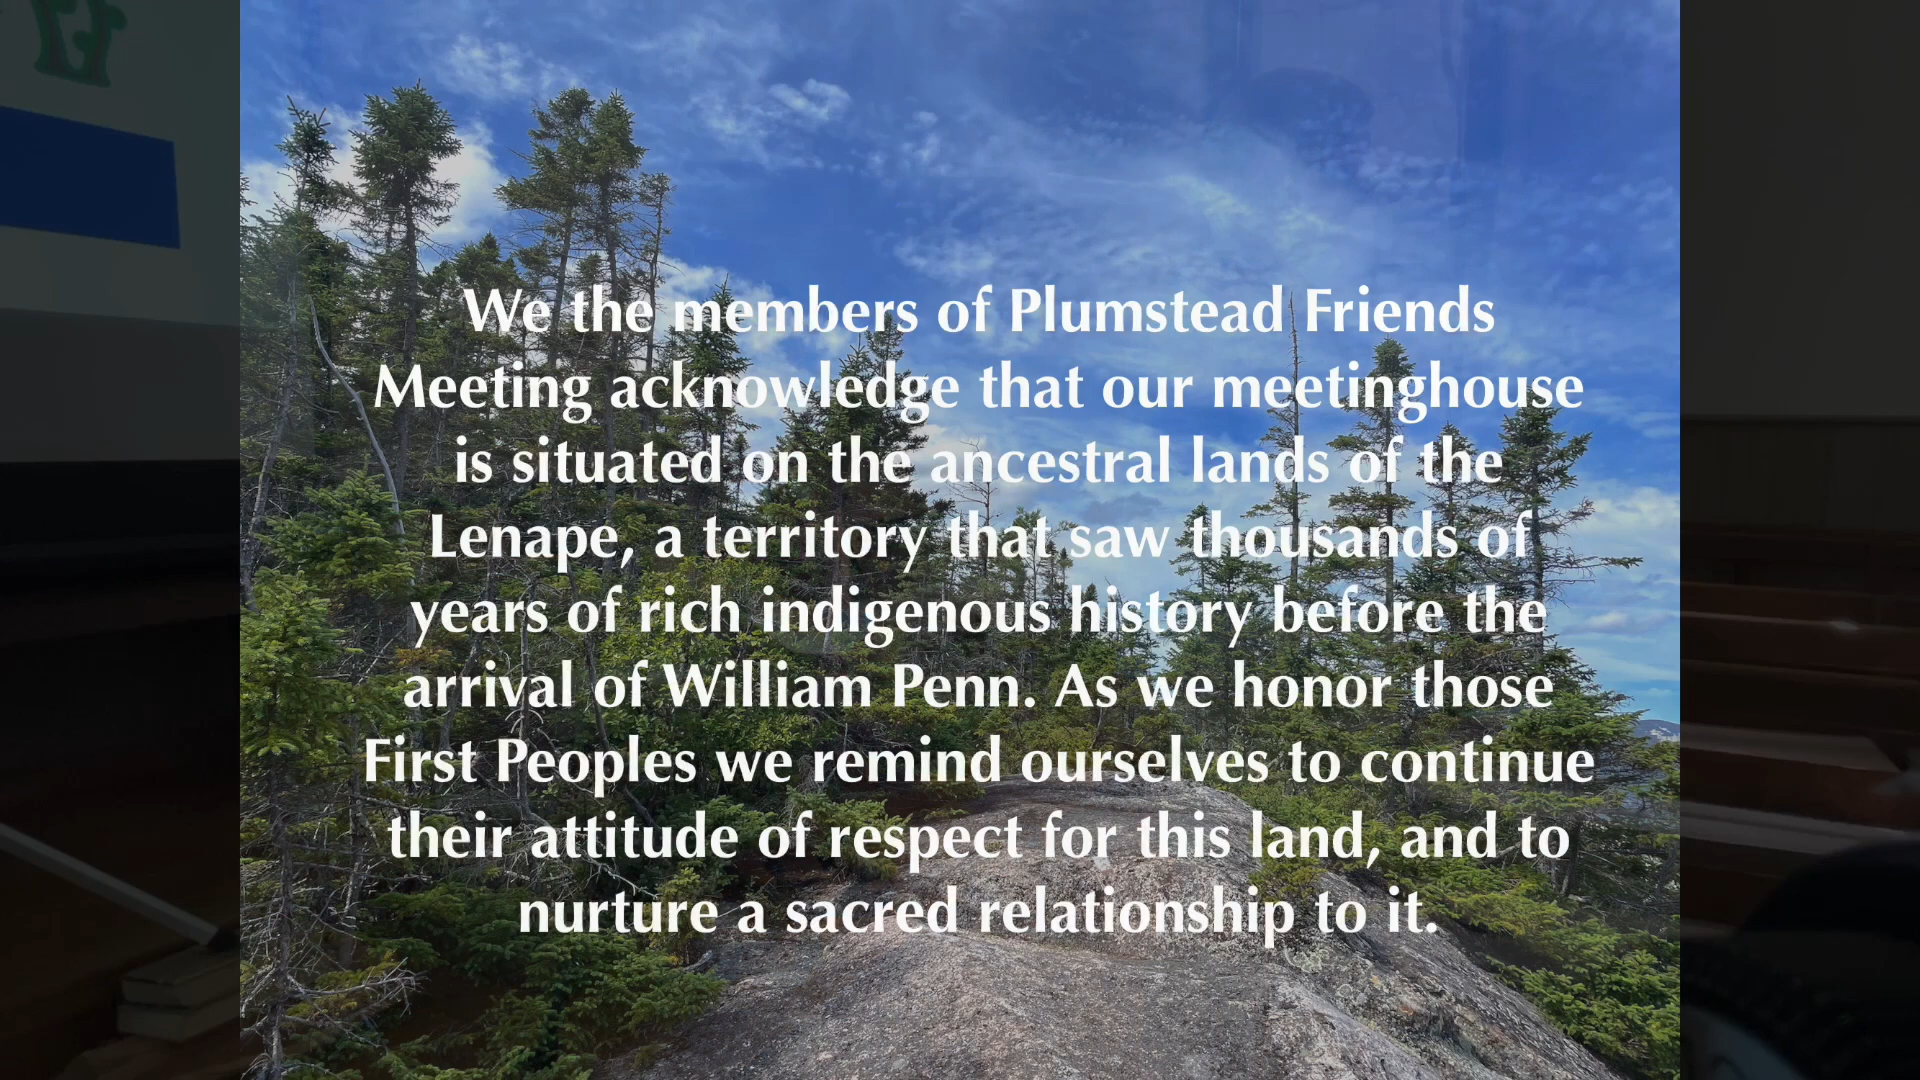 We the members of Plumstead Friends
Meeting acknowledge that our meetinghouse
is situated on the ancestral lands of the
Lenape, a territory that saw thousands of
years of rich indigenous history before the
arrival of William Penn. As we honor those
First Peoples we remind ourselves to continue
their attitude of respect for this land, and to
nurture a sacred relationship to it.